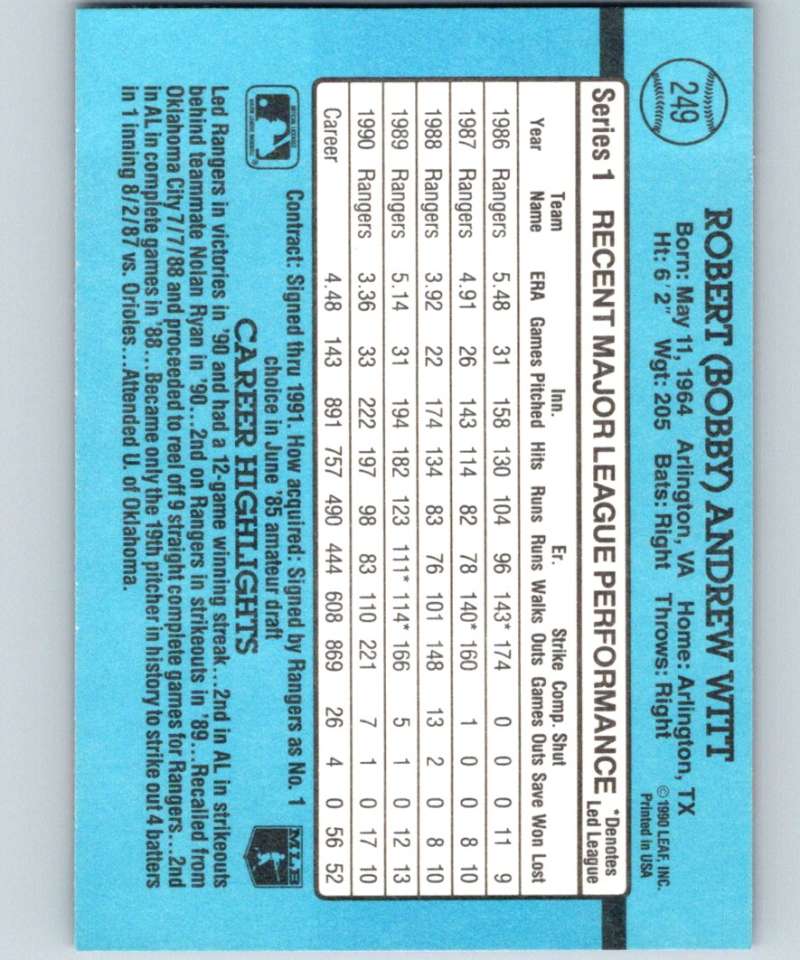 249
ROBERT (BOBBY) ANDREW WITT
Born: May 11, 1964 Arlington, VA Home: Arlington, TX
Ht: 6'2" Wgt: 205 Bats: Right Throws: Right
©1990 LEAF, INC.
Printed in USA
Series 1 RECENT MAJOR LEAGUE PERFORMANCE *Denotes Led League
Year Team Name ERA Games Inn. Pitched Hits Runs Er. Runs Walks Strike Outs Comp. Games Shut Outs Save Won Lost
1986 Rangers 5.48 31 158 130 104 96 143* 174 0 0 0 11 9
1987 Rangers 4.91 26 143 114 82 78 140* 160 1 0 0 8 10
1988 Rangers 3.92 22 174 134 83 76 101 148 13 2 0 8 10
1989 Rangers 5.14 31 194 182 123 111* 114* 166 5 1 0 12 13
1990 Rangers 3.36 33 222 197 98 83 110 221 7 1 0 17 10
Career 4.48 143 891 757 490 444 608 869 26 4 0 56 52
Contract: Signed thru 1991. How acquired: Signed by Rangers as No. 1
choice in June '85 amateur draft
MLB
CAREER HIGHLIGHTS
Led Rangers in victories in '90 and had a 12-game winning streak...2nd in AL in strikeouts
behind teammate Nolan Ryan in '90...2nd on Rangers in strikeouts in '89...Recalled from
Oklahoma City 7/7/88 and proceeded to reel off 9 straight complete games for Rangers...2nd
in AL in complete games in '88...Became only the 19th pitcher in history to strike out 4 batters
in 1 inning 8/2/87 vs. Orioles...Attended U. of Oklahoma.